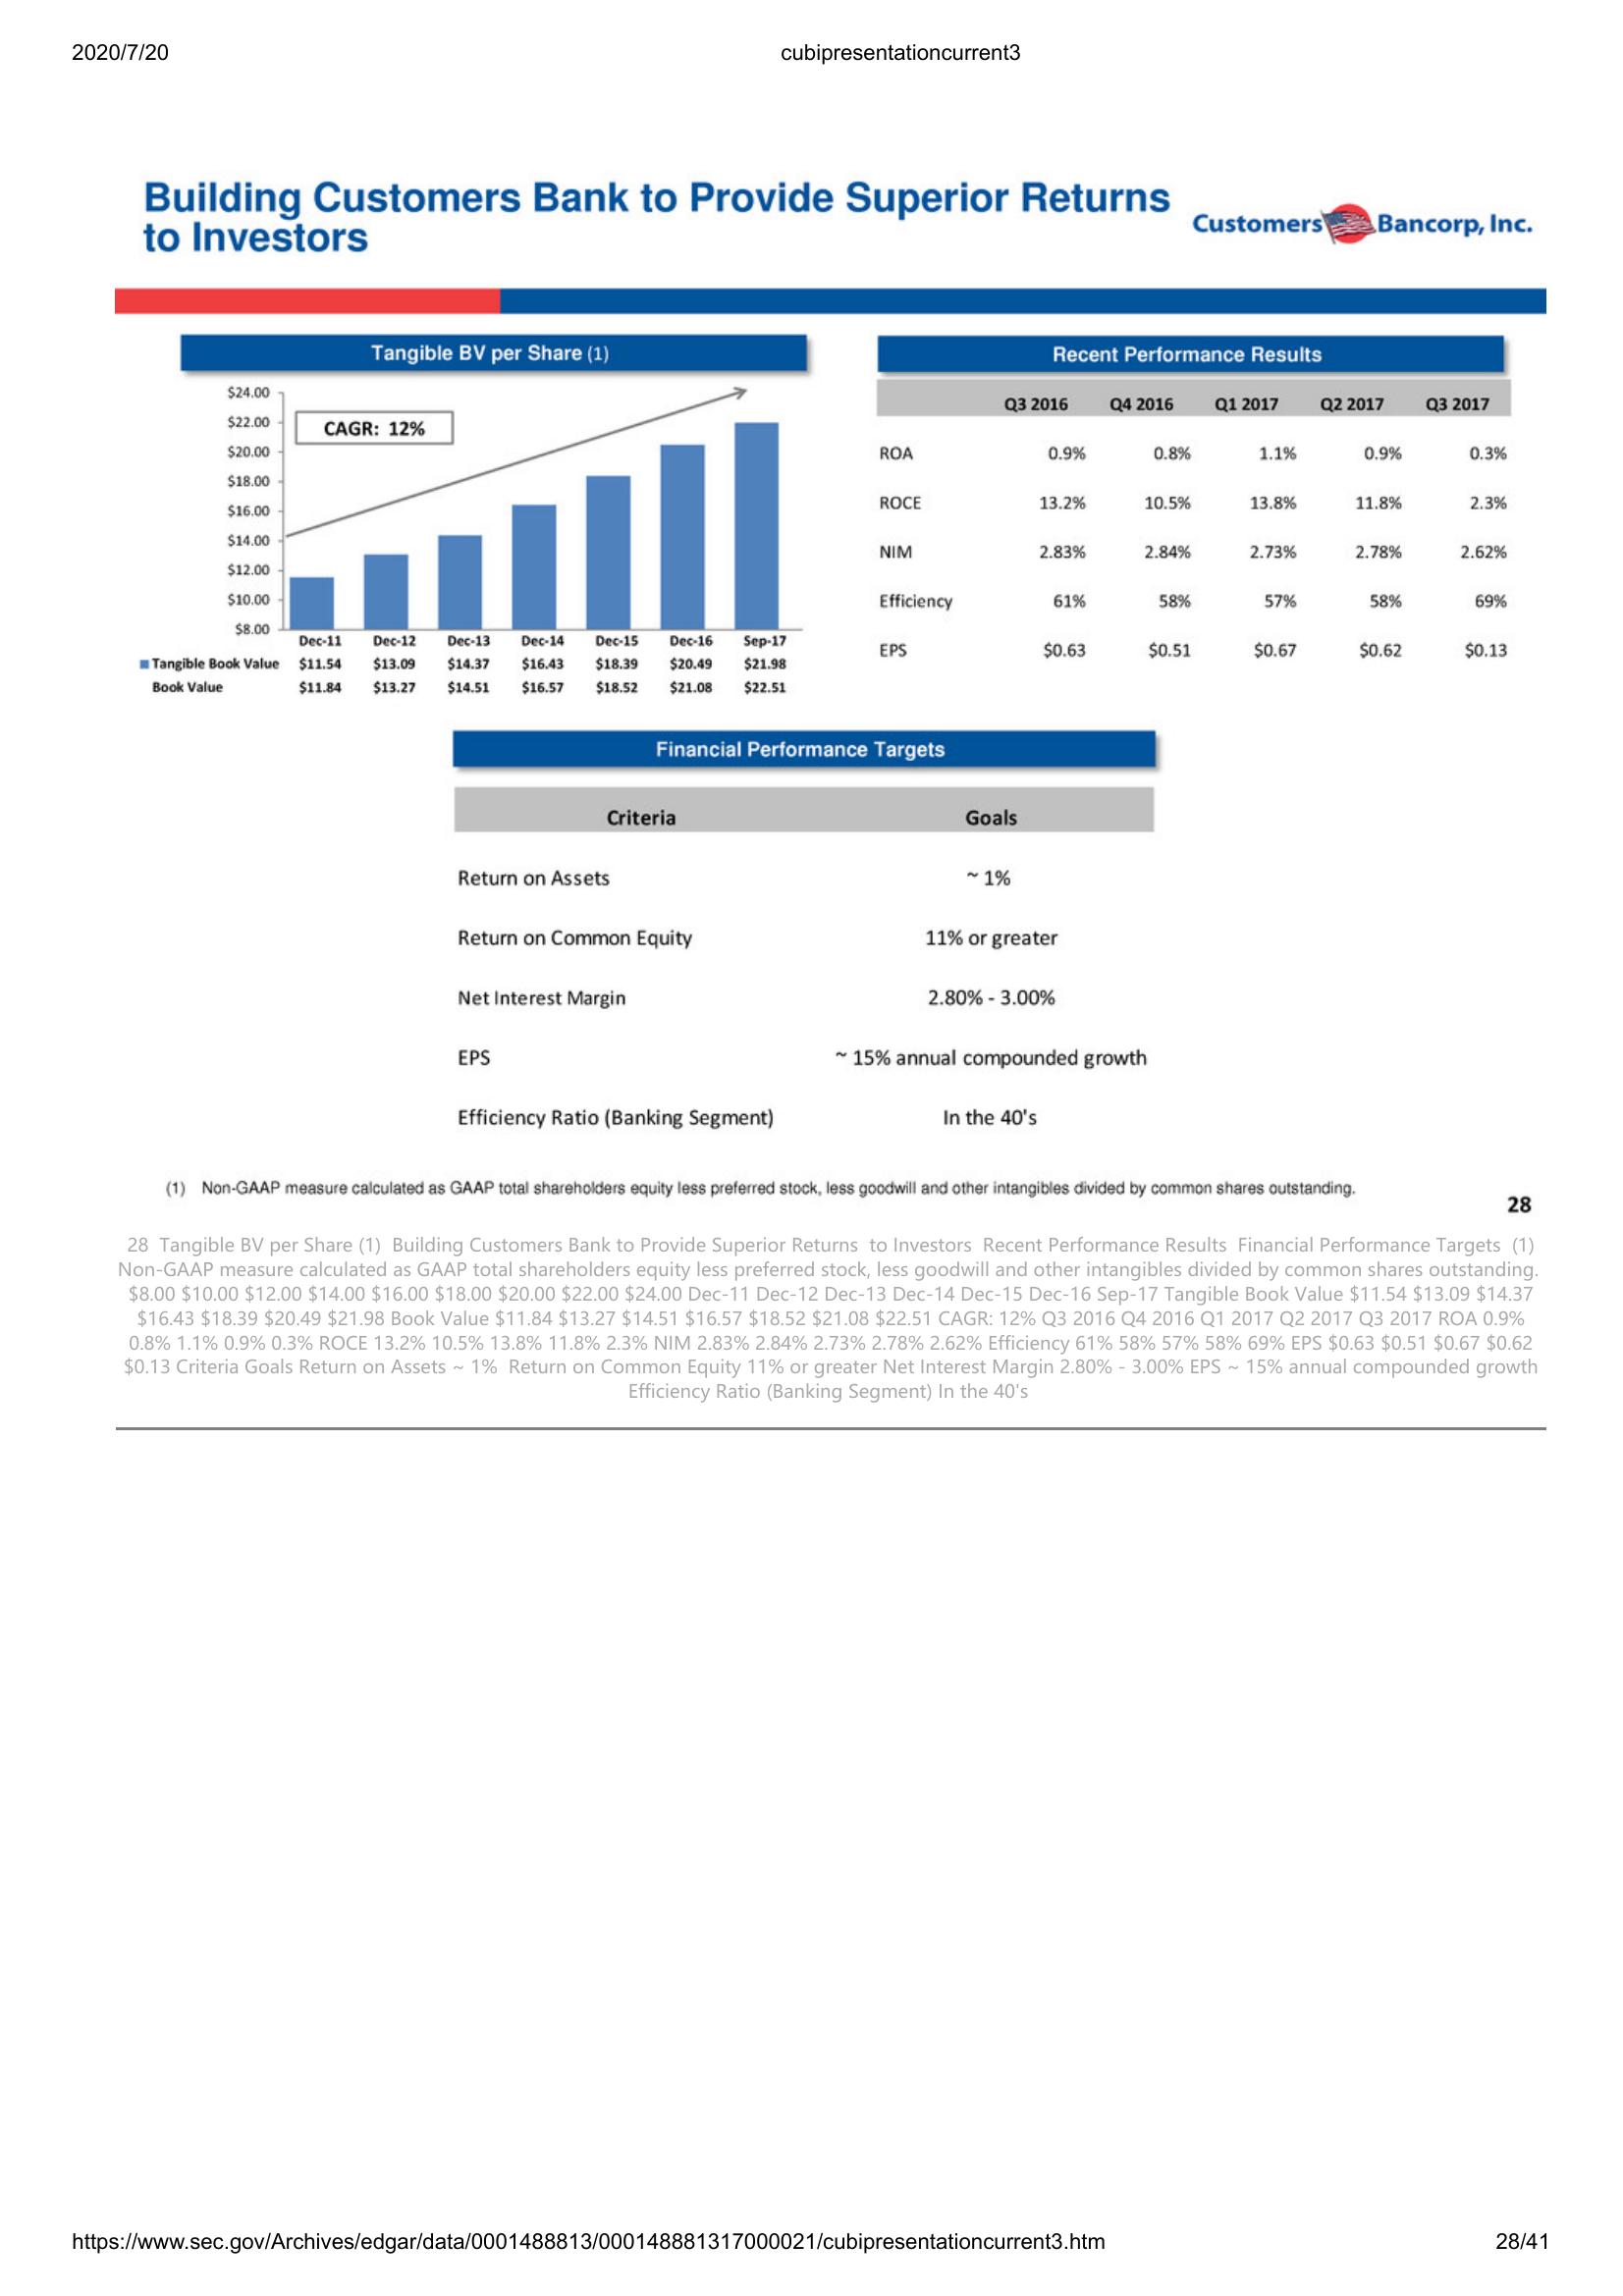 2020/7/20 cubipresentationcurrent3
Building Customers Bank to Provide Superior Returns
to Investors
Customers Bancorp, Inc.
Tangible BV per Share (1)
$24.00
$22.00
$20.00
$18.00
$16.00
$14.00
$12.00
$10.00
$8.00
CAGR: 12%
Dec-11 Dec-12 Dec-13 Dec-14 Dec-15 Dec-16 Sep-17
Tangible Book Value $11.54 $13.09 $14.37 $16.43 $18.39 $20.49 $21.98
Book Value $11.84 $13.27 $14.51 $16.57 $18.52 $21.08 $22.51
Recent Performance Results
Q3 2016 Q4 2016 Q1 2017 Q2 2017 Q3 2017
ROA 0.9% 0.8% 1.1% 0.9% 0.3%
ROCE 13.2% 10.5% 13.8% 11.8% 2.3%
NIM 2.83% 2.84% 2.73% 2.78% 2.62%
Efficiency 61% 58% 57% 58% 69%
EPS $0.63 $0.51 $0.67 $0.62 $0.13
Financial Performance Targets
Criteria Goals
Return on Assets ~ 1%
Return on Common Equity 11% or greater
Net Interest Margin 2.80% - 3.00%
EPS ~ 15% annual compounded growth
Efficiency Ratio (Banking Segment) In the 40's
(1) Non-GAAP measure calculated as GAAP total shareholders equity less preferred stock, less goodwill and other intangibles divided by common shares outstanding.
28
28 Tangible BV per Share (1) Building Customers Bank to Provide Superior Returns to Investors Recent Performance Results Financial Performance Targets (1)
Non-GAAP measure calculated as GAAP total shareholders equity less preferred stock, less goodwill and other intangibles divided by common shares outstanding.
$8.00 $10.00 $12.00 $14.00 $16.00 $18.00 $20.00 $22.00 $24.00 Dec-11 Dec-12 Dec-13 Dec-14 Dec-15 Dec-16 Sep-17 Tangible Book Value $11.54 $13.09 $14.37
$16.43 $18.39 $20.49 $21.98 Book Value $11.84 $13.27 $14.51 $16.57 $18.52 $21.08 $22.51 CAGR: 12% Q3 2016 Q4 2016 Q1 2017 Q2 2017 Q3 2017 ROA 0.9%
0.8% 1.1% 0.9% 0.3% ROCE 13.2% 10.5% 13.8% 11.8% 2.3% NIM 2.83% 2.84% 2.73% 2.78% 2.62% Efficiency 61% 58% 57% 58% 69% EPS $0.63 $0.51 $0.67 $0.62
$0.13 Criteria Goals Return on Assets ~ 1% Return on Common Equity 11% or greater Net Interest Margin 2.80% - 3.00% EPS ~ 15% annual compounded growth
Efficiency Ratio (Banking Segment) In the 40's
https://www.sec.gov/Archives/edgar/data/0001488813/000148881317000021/cubipresentationcurrent3.htm 28/41